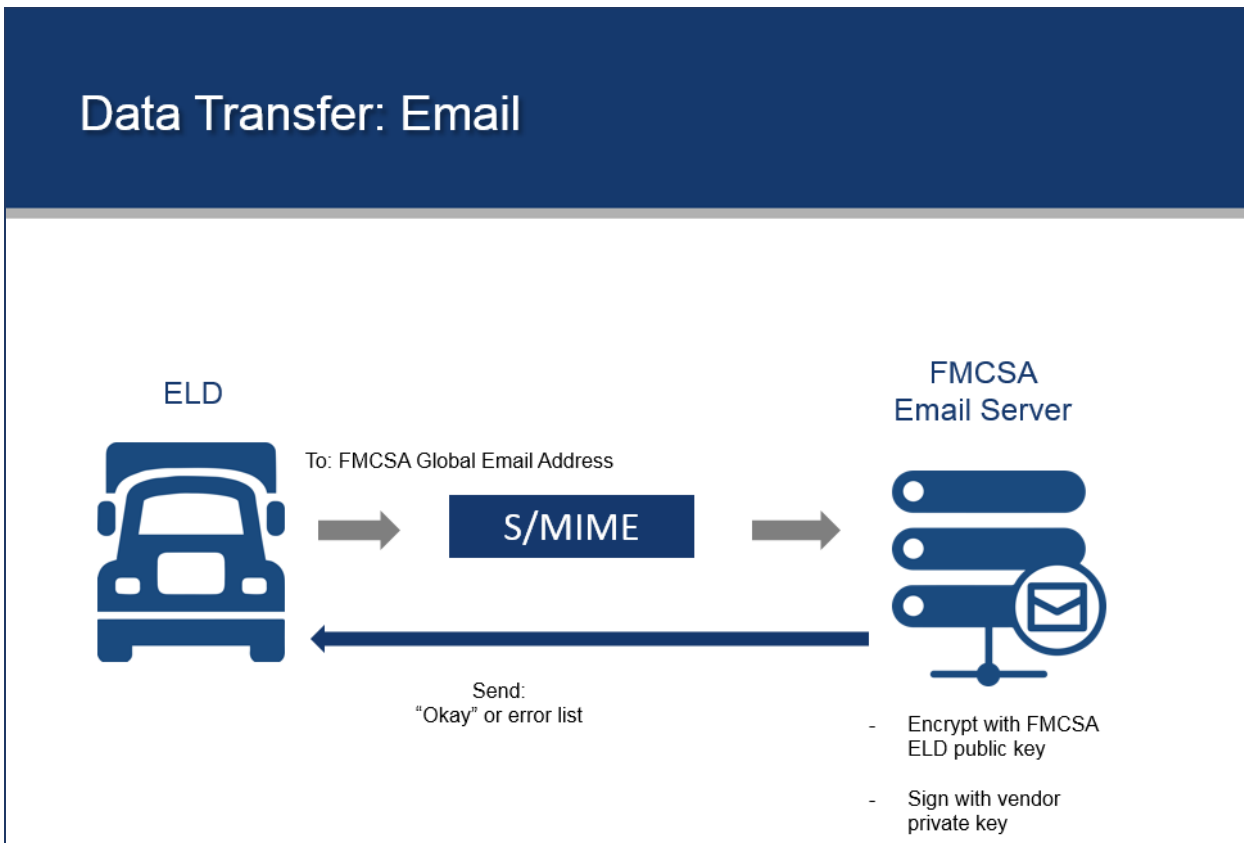 Data Transfer: Email
ELD
FMCSA
Email Server
To: FMCSA Global Email Address
S/MIME
Send:
“Okay” or error list
- Encrypt with FMCSA
ELD public key
- Sign with vendor
private key